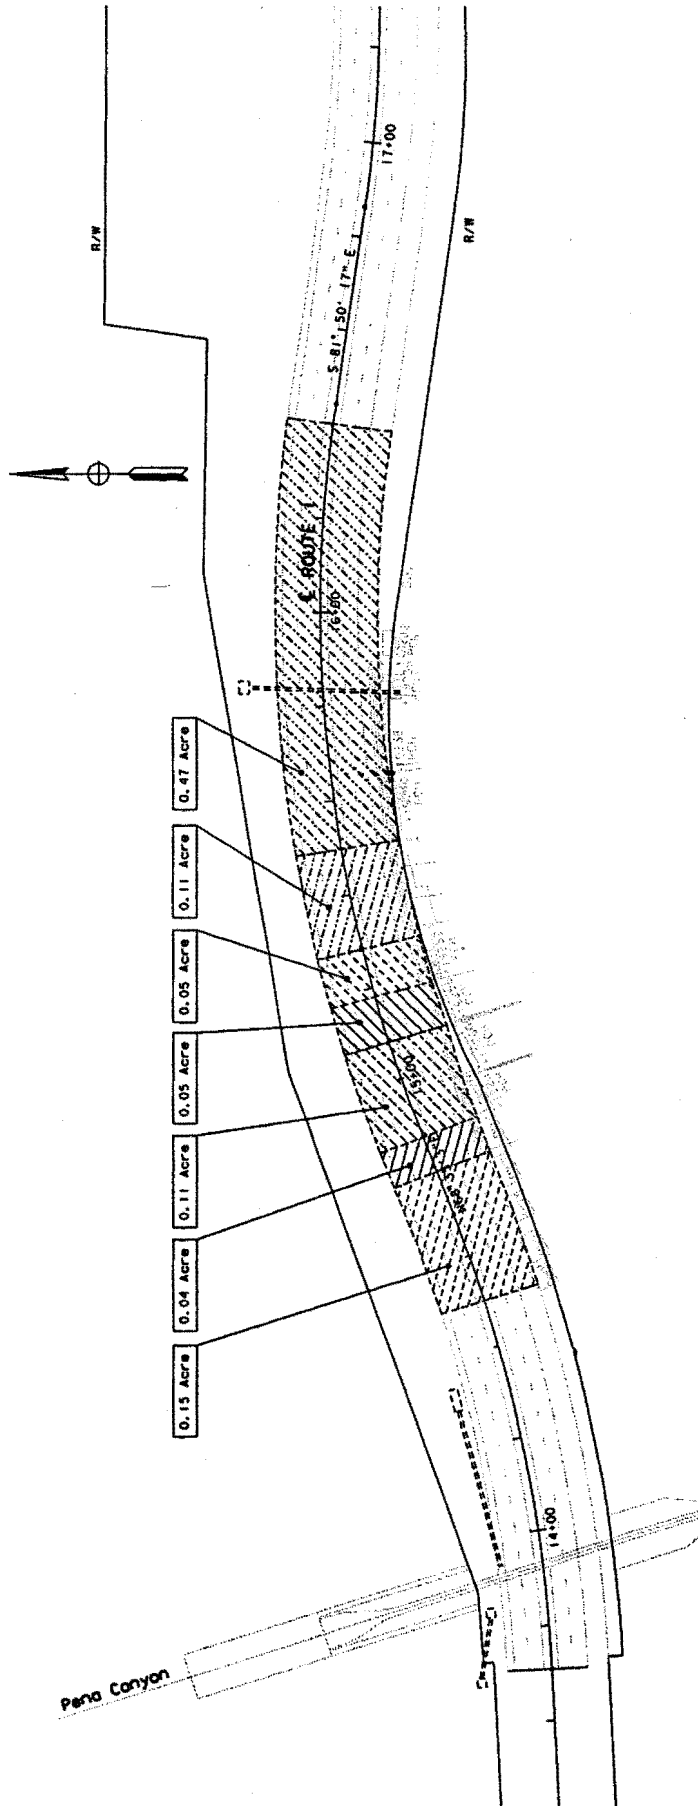 17+00
R/W
R/W
S 81° 50' 17" E
℄ ROUTE 1
16+00
0.47 Acre
0.11 Acre
0.05 Acre
0.05 Acre
0.11 Acre
0.04 Acre
0.15 Acre
15+00
14+00
Pena Canyon